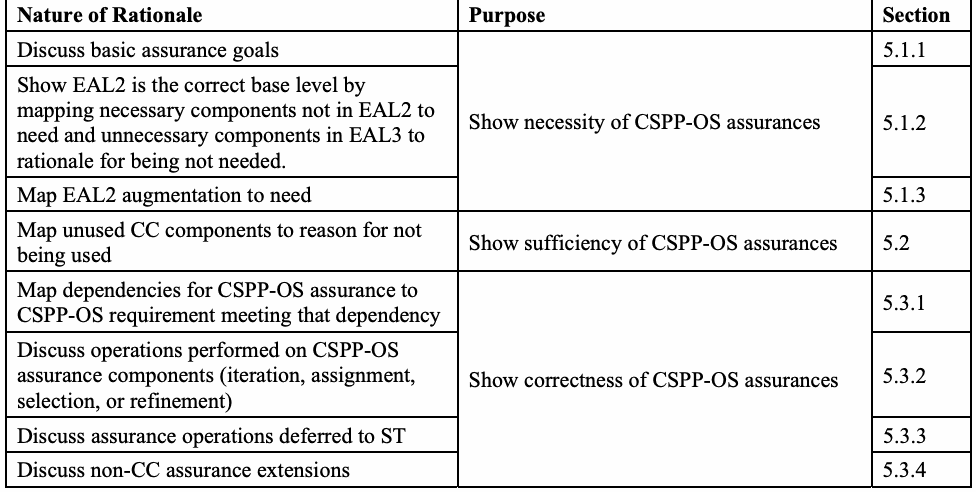 Nature of Rationale
Purpose
Section
Discuss basic assurance goals
Show necessity of CSPP-OS assurances
5.1.1
Show EAL2 is the correct base level by
mapping necessary components not in EAL2 to
need and unnecessary components in EAL3 to
rationale for being not needed.
5.1.2
Map EAL2 augmentation to need
5.1.3
Map unused CC components to reason for not
being used
Show sufficiency of CSPP-OS assurances
5.2
Map dependencies for CSPP-OS assurance to
CSPP-OS requirement meeting that dependency
Show correctness of CSPP-OS assurances
5.3.1
Discuss operations performed on CSPP-OS
assurance components (iteration, assignment,
selection, or refinement)
5.3.2
Discuss assurance operations deferred to ST
5.3.3
Discuss non-CC assurance extensions
5.3.4